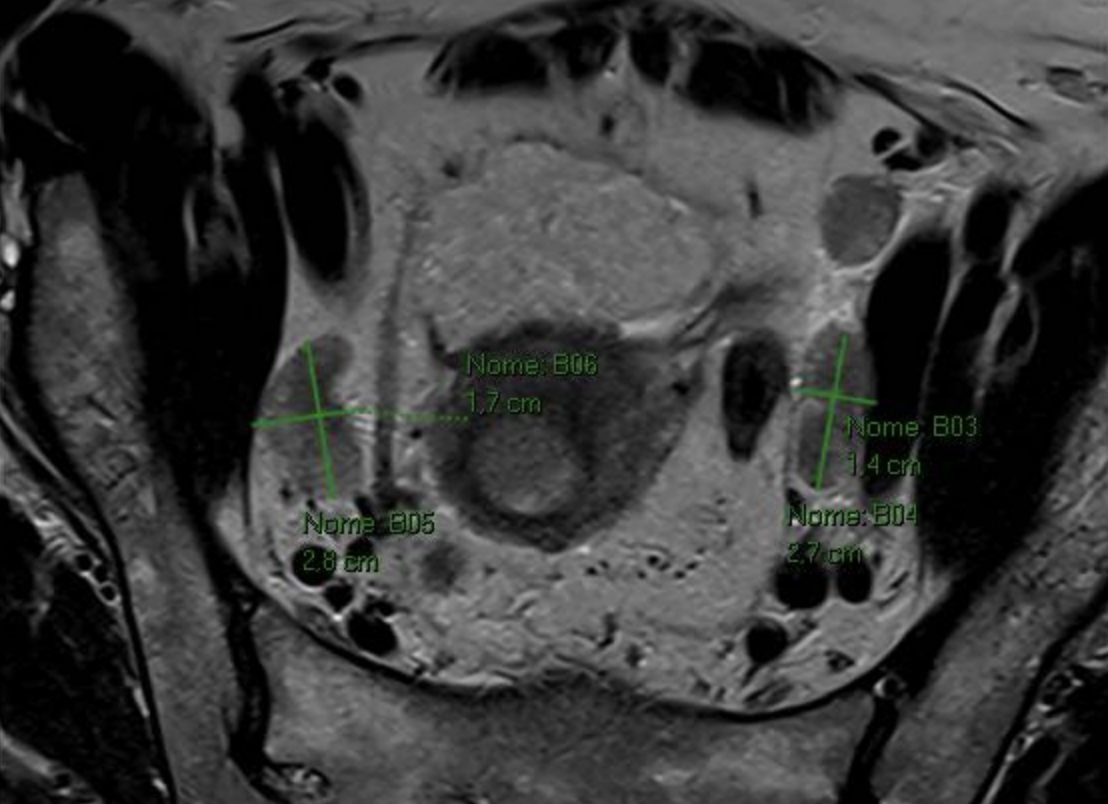 Nome: B06
1,7 cm
Nome B03
1,4 cm
Nome: B04
2,7 cm
Nome: B05
2,8 cm